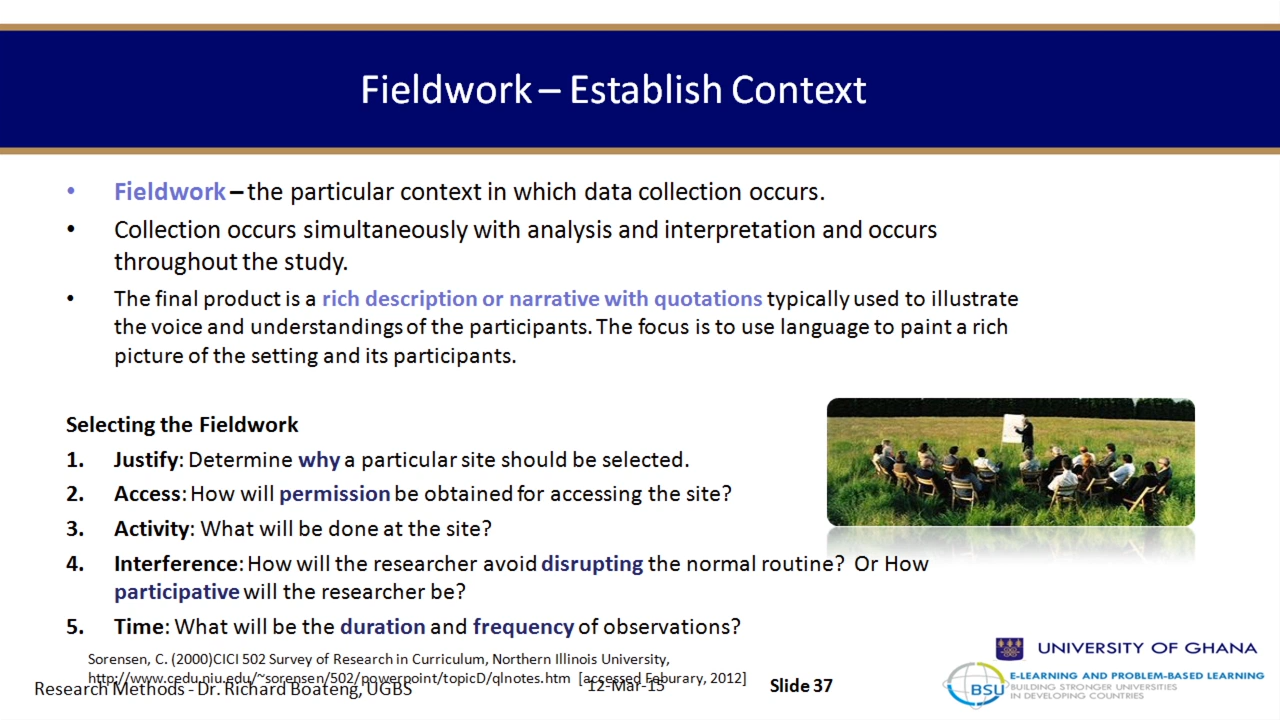 Fieldwork – Establish Context
• Fieldwork – the particular context in which data collection occurs.
• Collection occurs simultaneously with analysis and interpretation and occurs
throughout the study.
• The final product is a rich description or narrative with quotations typically used to illustrate
the voice and understandings of the participants. The focus is to use language to paint a rich
picture of the setting and its participants.
Selecting the Fieldwork
1. Justify: Determine why a particular site should be selected.
2. Access: How will permission be obtained for accessing the site?
3. Activity: What will be done at the site?
4. Interference: How will the researcher avoid disrupting the normal routine? Or How
participative will the researcher be?
5. Time: What will be the duration and frequency of observations?
Sorensen, C. (2000)CICI 502 Survey of Research in Curriculum, Northern Illinois University,
http://www.cedu.niu.edu/~sorensen/502/powerpoint/topicD/qlnotes.htm [accessed Feburary, 2012]
Research Methods - Dr. Richard Boateng, UGBS
12-Mar-15
Slide 37
UNIVERSITY OF GHANA
BSU
E-LEARNING AND PROBLEM-BASED LEARNING
BUILDING STRONGER UNIVERSITIES
IN DEVELOPING COUNTRIES